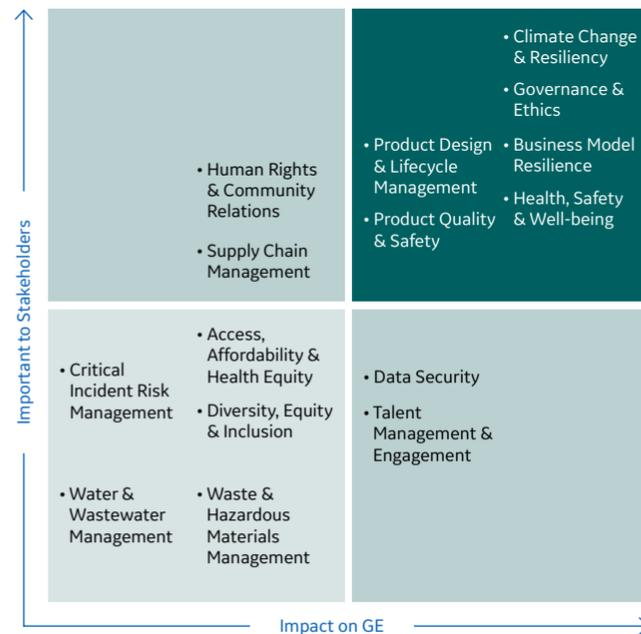 Important to Stakeholders
• Human Rights
& Community
Relations
• Supply Chain
Management
• Product Design
& Lifecycle
Management
• Product Quality
& Safety
• Climate Change
& Resiliency
• Governance &
Ethics
• Business Model
Resilience
• Health, Safety
& Well-being
• Critical
Incident Risk
Management
• Water &
Wastewater
Management
• Access,
Affordability &
Health Equity
• Diversity, Equity
& Inclusion
• Waste &
Hazardous
Materials
Management
• Data Security
• Talent
Management &
Engagement
Impact on GE